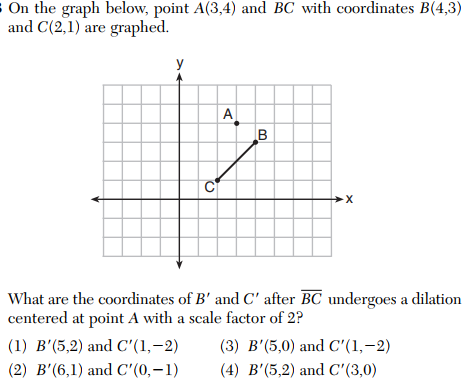 On the graph below, point A(3,4) and BC with coordinates B(4,3)
and C(2,1) are graphed.
y
A
B
C
x
What are the coordinates of B′ and C′ after BC undergoes a dilation
centered at point A with a scale factor of 2?
(1) B′(5,2) and C′(1,−2) (3) B′(5,0) and C′(1,−2)
(2) B′(6,1) and C′(0,−1) (4) B′(5,2) and C′(3,0)